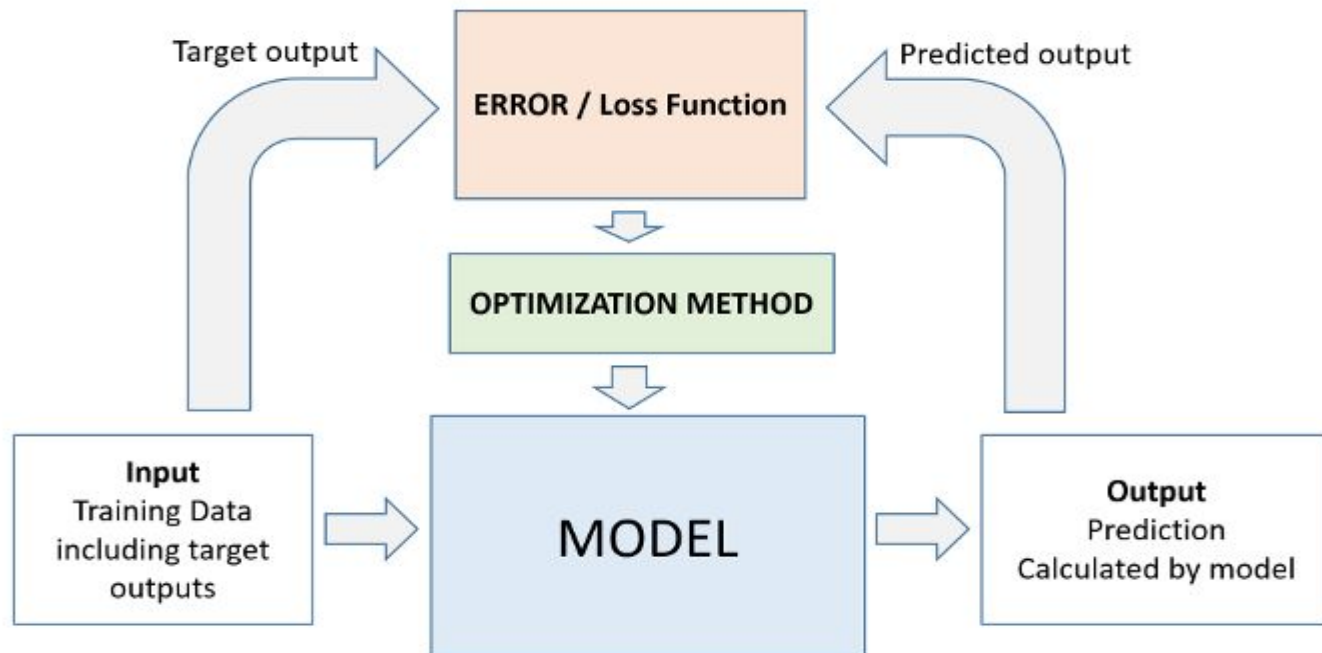 Target output
Predicted output
ERROR / Loss Function
OPTIMIZATION METHOD
Input
Training Data
including target
outputs
MODEL
Output
Prediction
Calculated by model